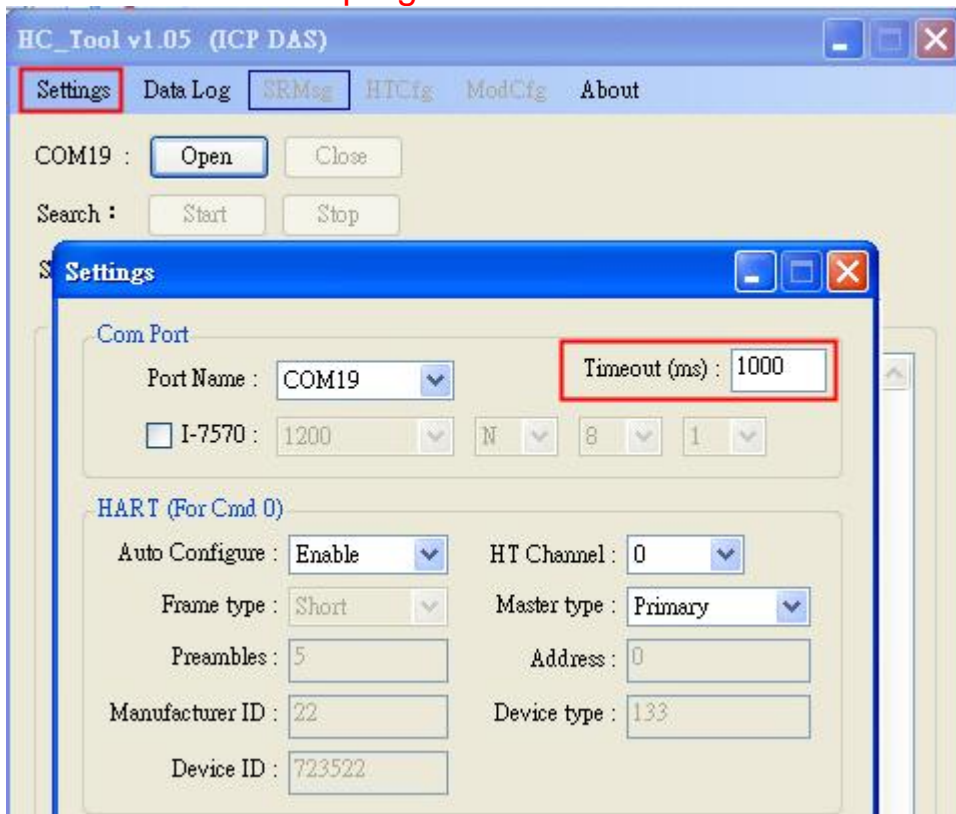 HC_Tool v1.05 (ICP DAS)
Settings Data Log SRMsg HTCfg ModCfg About
COM19 : Open Close
Search : Start Stop
S
Settings
Com Port
Port Name : COM19 Timeout (ms) : 1000
I-7570 : 1200 N 8 1
HART (For Cmd 0)
Auto Configure : Enable HT Channel : 0
Frame type : Short Master type : Primary
Preambles : 5 Address : 0
Manufacturer ID : 22 Device type : 133
Device ID : 723522